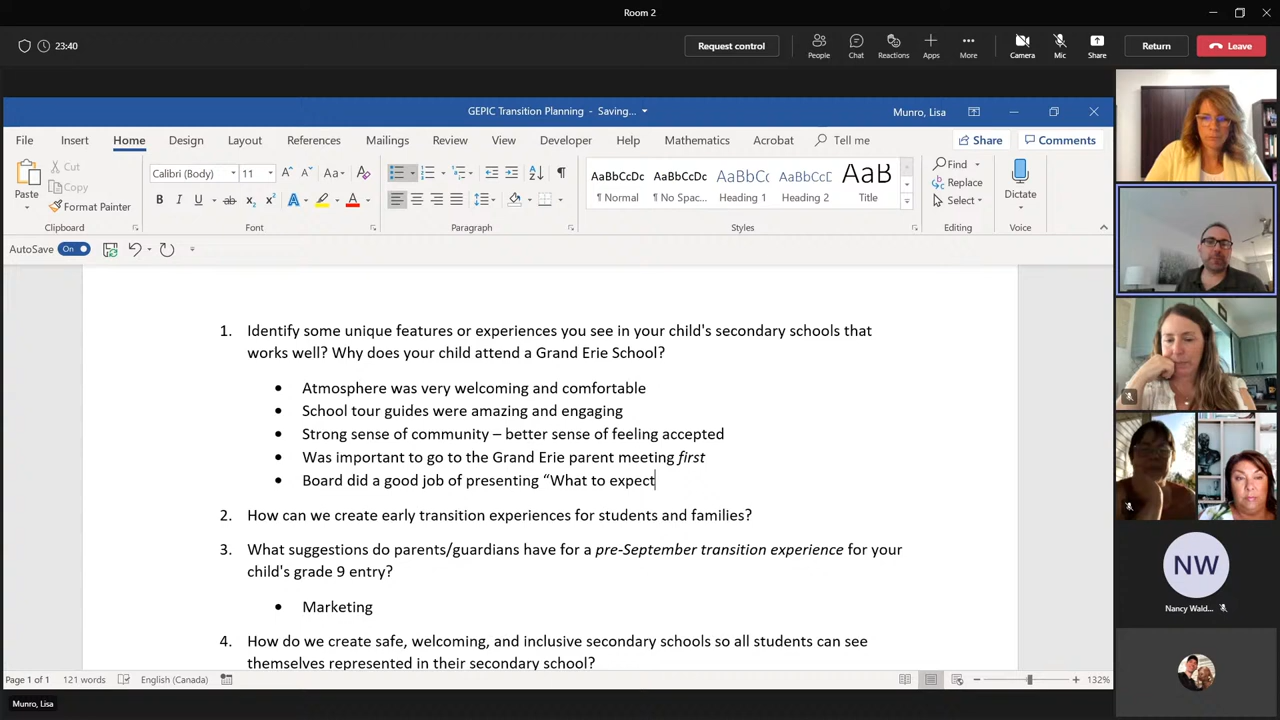 Room 2
23:40
Request control
People
Chat
Reactions
Apps
More
Camera
Mic
Share
Return
Leave
GEPIC Transition Planning - Saving...
Munro, Lisa
File Insert Home Design Layout References Mailings Review View Developer Help Mathematics Acrobat Tell me Share Comments
Paste
Cut
Copy
Format Painter
Clipboard
Calibri (Body) 11
Font
Paragraph
AaBbCcDc AaBbCcDc AaBbCc AaBbCcC AaB
¶ Normal ¶ No Spac... Heading 1 Heading 2 Title
Styles
Find
Replace
Select
Editing
Dictate
Voice
AutoSave On
1. Identify some unique features or experiences you see in your child's secondary schools that
works well? Why does your child attend a Grand Erie School?
• Atmosphere was very welcoming and comfortable
• School tour guides were amazing and engaging
• Strong sense of community – better sense of feeling accepted
• Was important to go to the Grand Erie parent meeting first
• Board did a good job of presenting “What to expect
2. How can we create early transition experiences for students and families?
3. What suggestions do parents/guardians have for a pre-September transition experience for your
child's grade 9 entry?
• Marketing
4. How do we create safe, welcoming, and inclusive secondary schools so all students can see
themselves represented in their secondary school?
Page 1 of 1 121 words English (Canada) 132%
Munro, Lisa
NW
Nancy Wald...